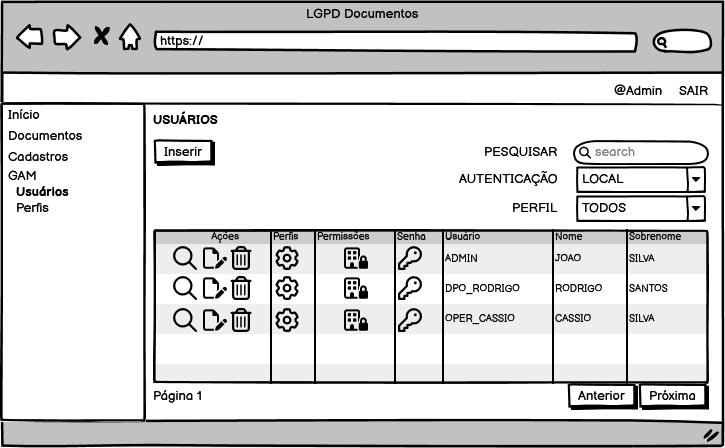 LGPD Documentos
https://
@Admin SAIR
Início
Documentos
Cadastros
GAM
Usuários
Perfis
USUÁRIOS
Inserir
PESQUISAR search
AUTENTICAÇÃO LOCAL
PERFIL TODOS
Ações Perfis Permissões Senha Usuário Nome Sobrenome
ADMIN JOAO SILVA
DPO_RODRIGO RODRIGO SANTOS
OPER_CASSIO CASSIO SILVA
Página 1 Anterior Próxima